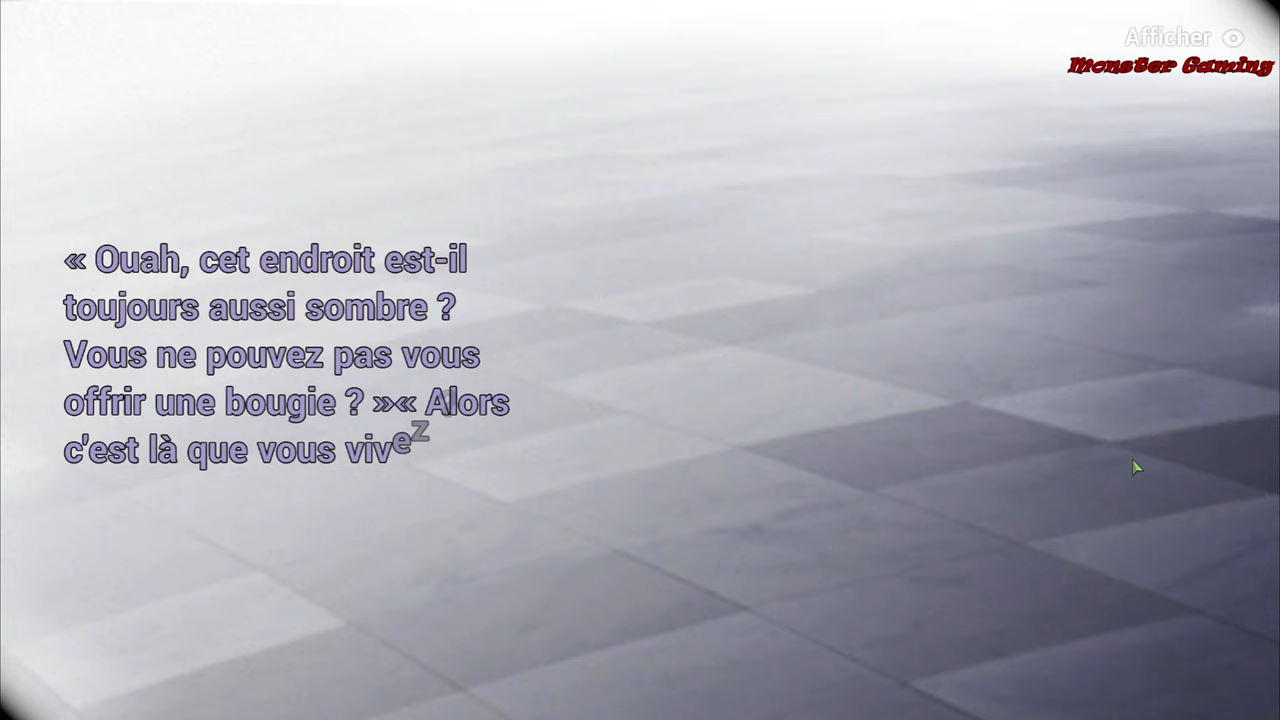 Afficher
Monster Gaming
« Ouah, cet endroit est-il
toujours aussi sombre ?
Vous ne pouvez pas vous
offrir une bougie ? »« Alors
c'est là que vous vivez